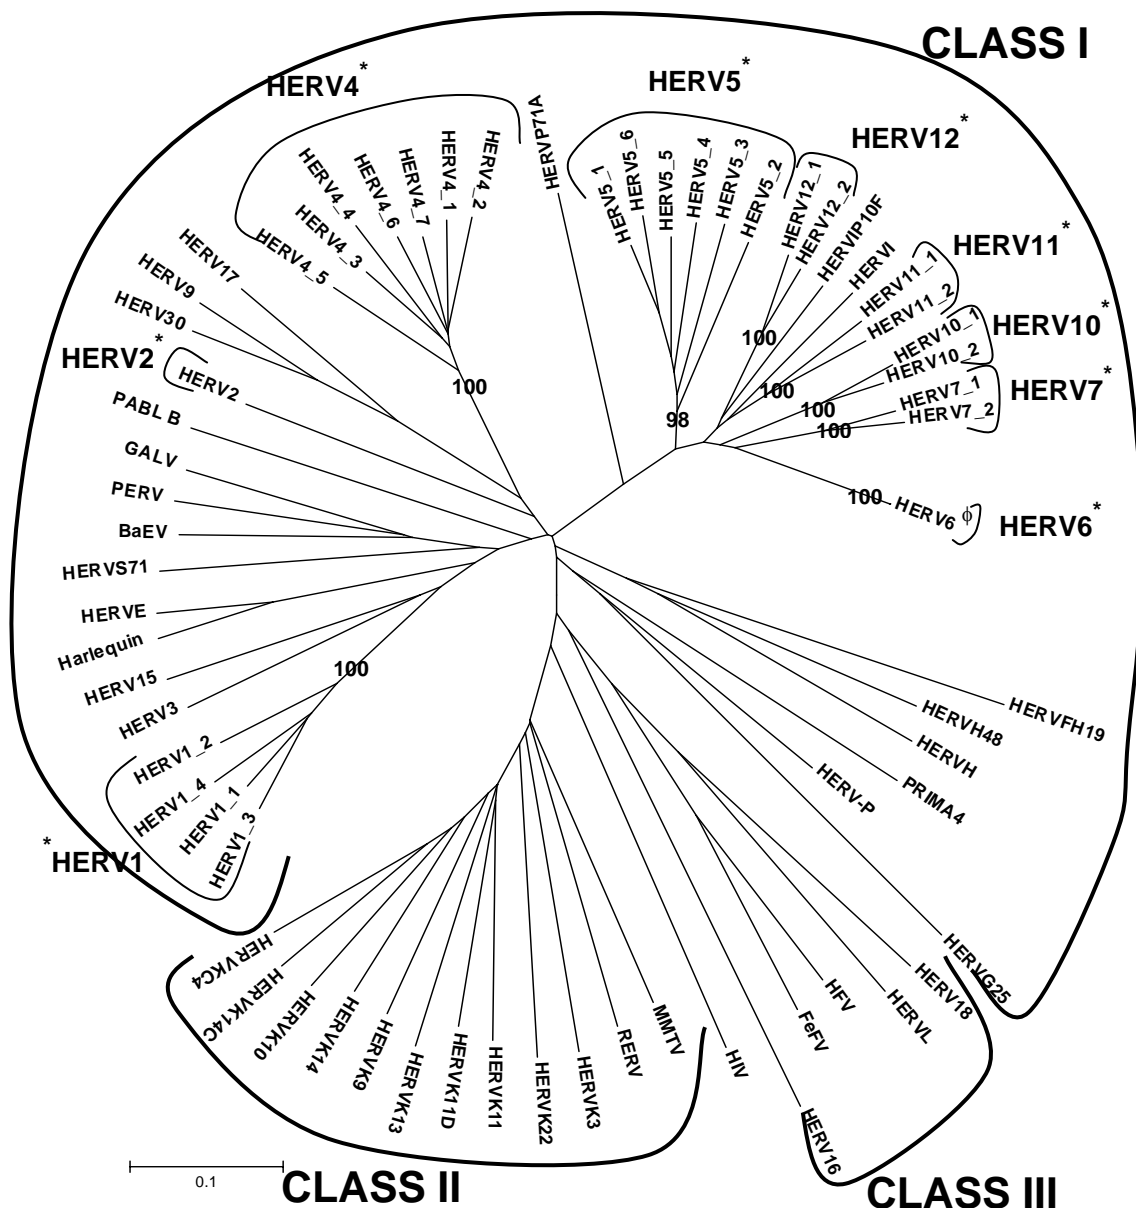 CLASS I
HERV4*
HERV5*
HERV12*
HERV11*
HERV10*
HERV7*
HERV6*
HERV2*
*HERV1
HERVP71A
HERV5_1
HERV5_6
HERV5_5
HERV5_4
HERV5_3
HERV5_2
HERV12_1
HERV12_2
HERVIP10F
HERVI
HERV11_1
HERV11_2
HERV10_1
HERV10_2
HERV7_1
HERV7_2
HERV6 ϕ
HERV4_2
HERV4_1
HERV4_7
HERV4_6
HERV4_4
HERV4_3
HERV4_5
HERV17
HERV9
HERV30
HERV2
PABL B
GALV
PERV
BaEV
HERVS71
HERVE
Harlequin
HERV15
HERV3
HERV1_2
HERV1_4
HERV1_1
HERV1_3
100
98
100
100
100
100
100
100
HERVFH19
HERVH48
HERVH
PRIMA4
HERV-P
HERVG25
HERV18
HERVL
HFV
FeFV
HERV16
HIV
MMTV
RERV
HERVK3
HERVK22
HERVK11
HERVK11D
HERVK13
HERVK9
HERVK14
HERVK10
HERVK14C
HERVKC4
0.1
CLASS II
CLASS III